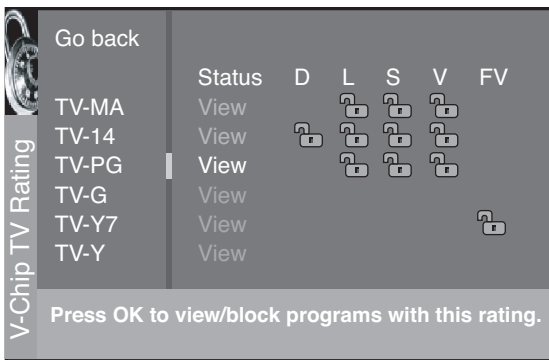 Go back
Status D L S V FV
TV-MA View
TV-14 View
TV-PG View
TV-G View
TV-Y7 View
TV-Y View
V-Chip TV Rating
Press OK to view/block programs with this rating.